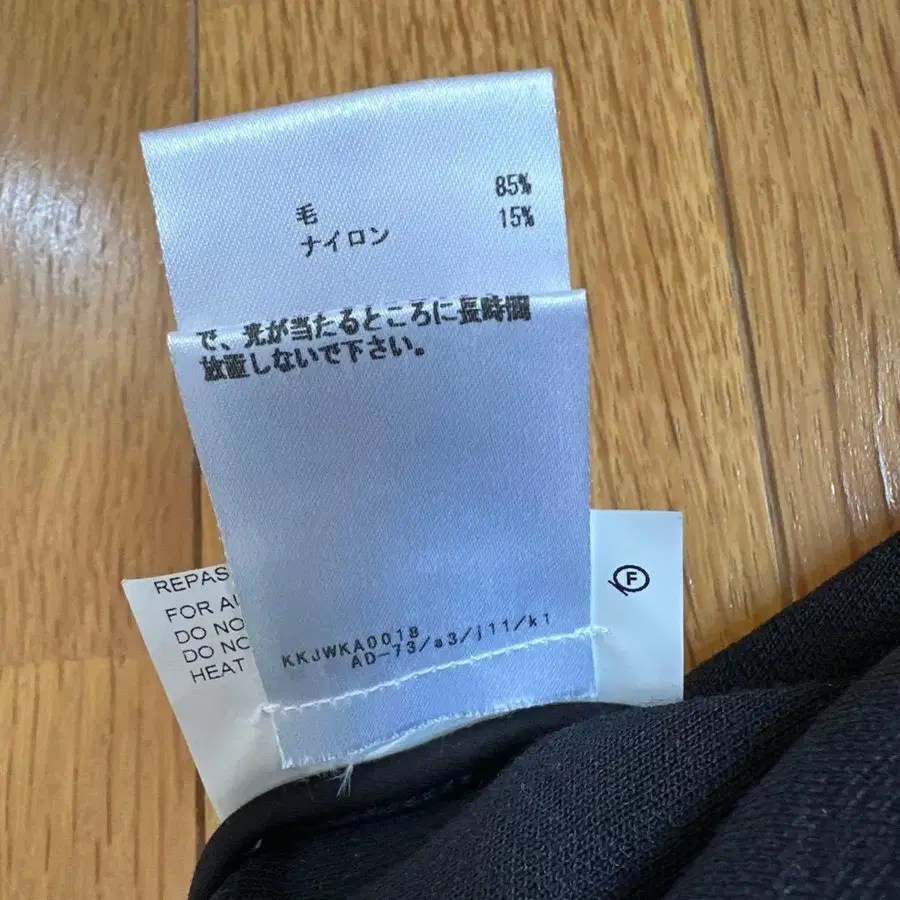 毛 85%
ナイロン 15%
で、光が当たるところに長時間
放置しないで下さい。
REPAS
FOR
DO NO
DO NO
HEAT
F
KKJWKA001B
AD-73/a3/j11/k1